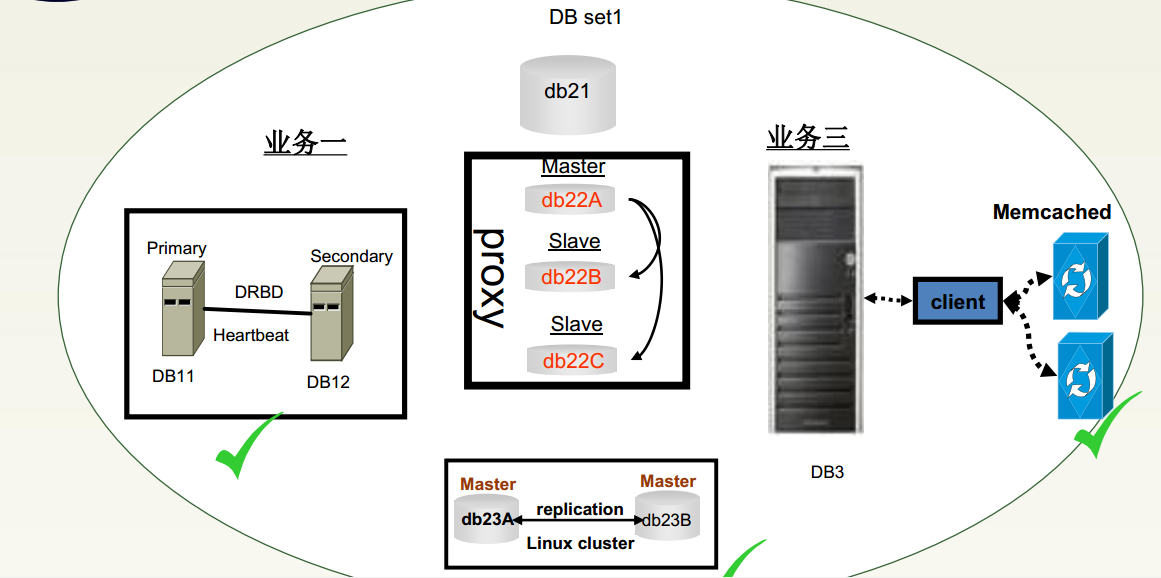 DB set1
db21
业务一
Primary
Secondary
DRBD
Heartbeat
DB11
DB12
proxy
Master
db22A
Slave
db22B
Slave
db22C
业务三
DB3
client
Memcached
Master
Master
db23A
replication
db23B
Linux cluster